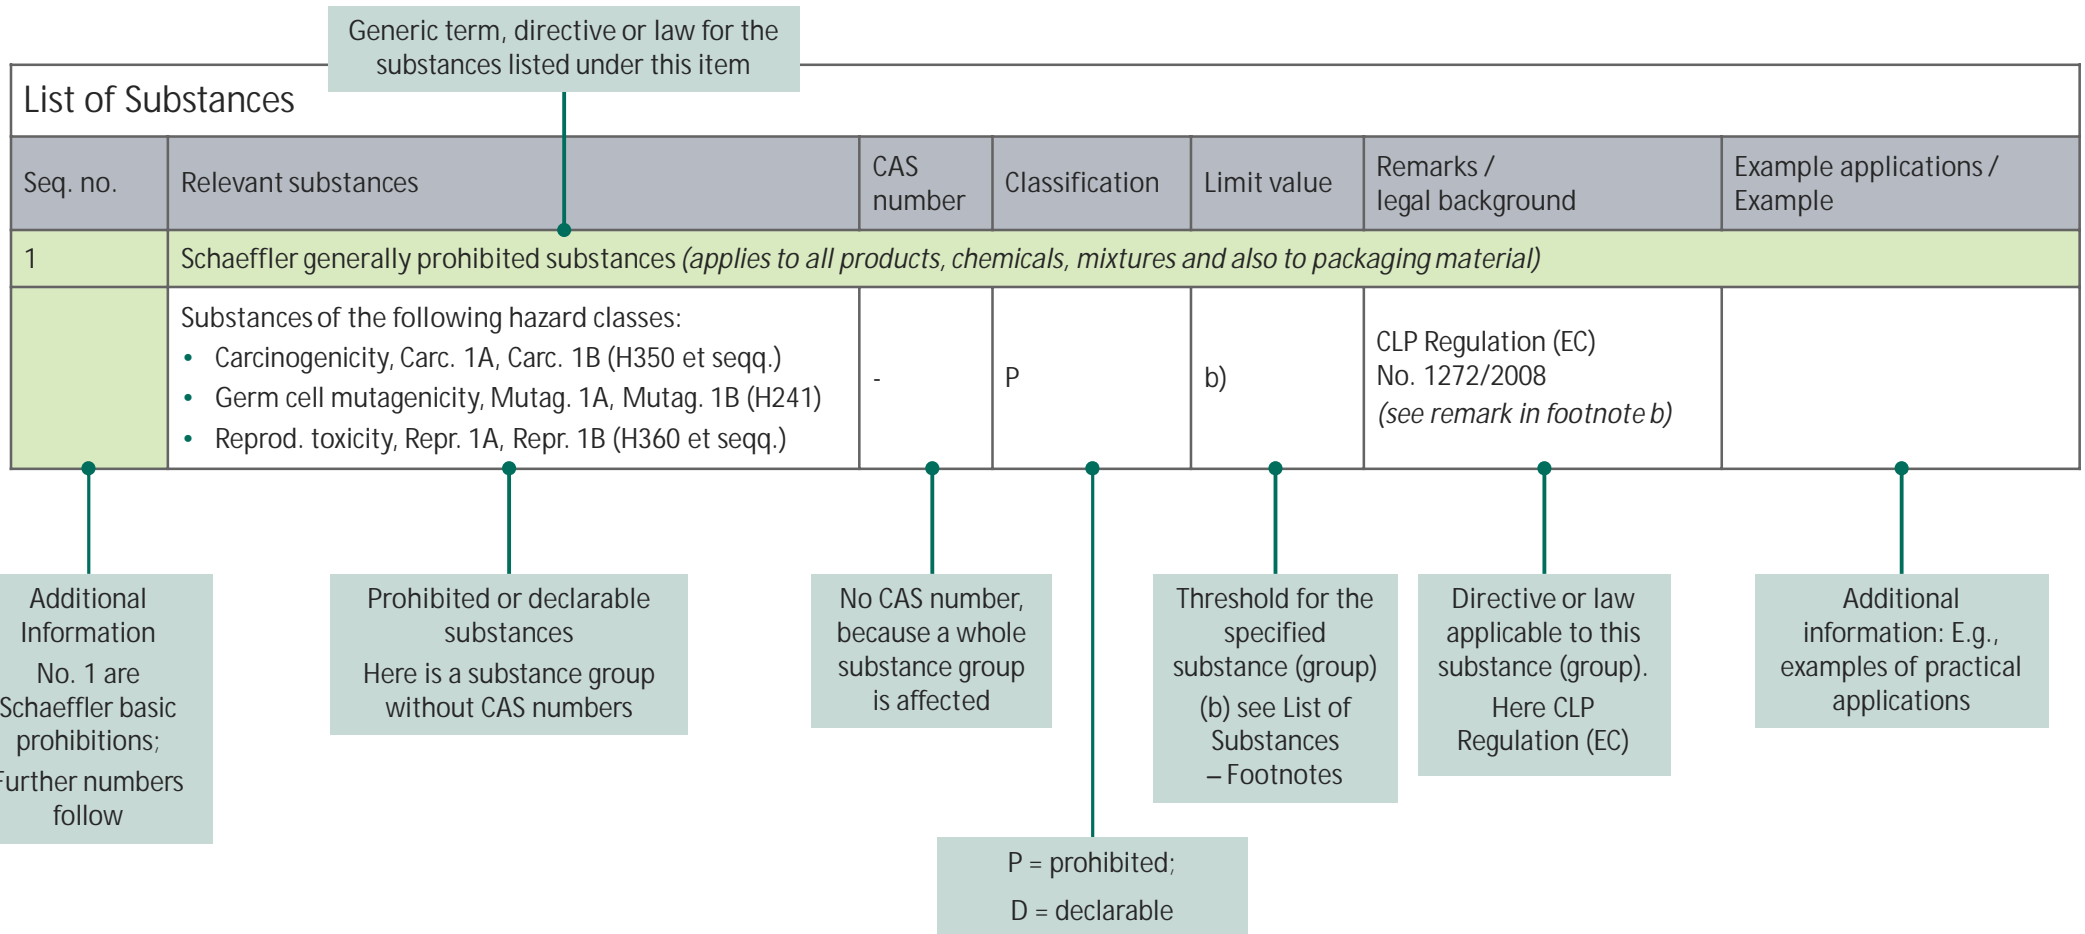 Generic term, directive or law for the
substances listed under this item
List of Substances
Seq. no.
Relevant substances
CAS
number
Classification
Limit value
Remarks /
legal background
Example applications /
Example
1
Schaeffler generally prohibited substances (applies to all products, chemicals, mixtures and also to packaging material)
Substances of the following hazard classes:
• Carcinogenicity, Carc. 1A, Carc. 1B (H350 et seqq.)
• Germ cell mutagenicity, Mutag. 1A, Mutag. 1B (H241)
• Reprod. toxicity, Repr. 1A, Repr. 1B (H360 et seqq.)
-
P
b)
CLP Regulation (EC)
No. 1272/2008
(see remark in footnote b)
Additional
Information
No. 1 are
Schaeffler basic
prohibitions;
Further numbers
follow
Prohibited or declarable
substances
Here is a substance group
without CAS numbers
No CAS number,
because a whole
substance group
is affected
P = prohibited;
D = declarable
Threshold for the
specified
substance (group)
(b) see List of
Substances
– Footnotes
Directive or law
applicable to this
substance (group).
Here CLP
Regulation (EC)
Additional
information: E.g.,
examples of practical
applications